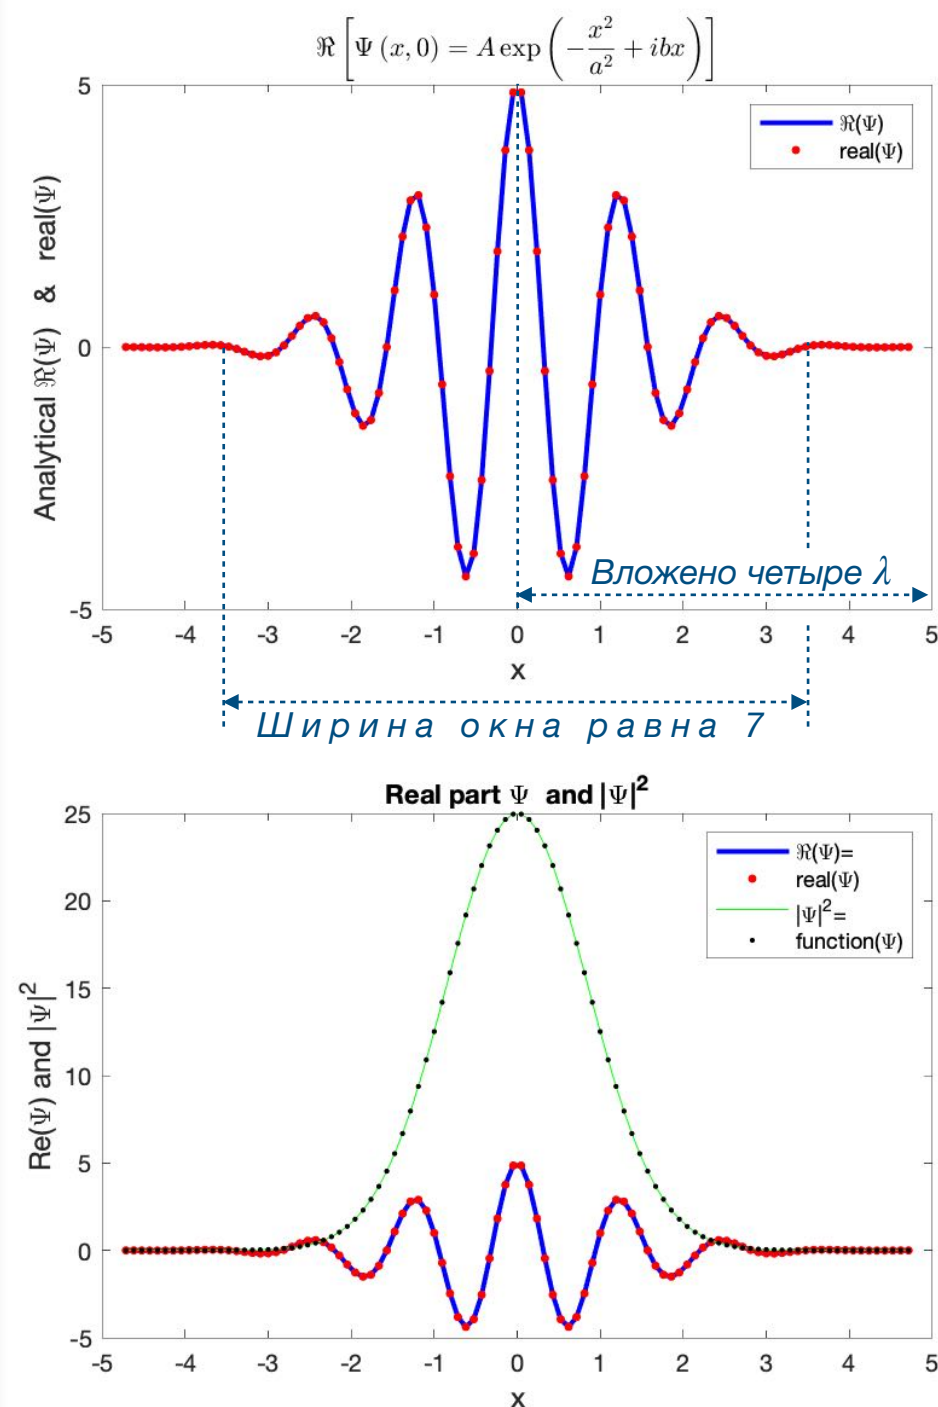 ℜ [Ψ (x, 0) = A exp (−x²/a² + ibx)]
5
ℜ(Ψ)
real(Ψ)
Analytical ℜ(Ψ) & real(Ψ)
0
Вложено четыре λ
-5
-5 -4 -3 -2 -1 0 1 2 3 4 5
x
Ширина окна равна 7
Real part Ψ and |Ψ|²
25
ℜ(Ψ)=
real(Ψ)
|Ψ|²=
function(Ψ)
20
15
Re(Ψ) and |Ψ|²
10
5
0
-5
-5 -4 -3 -2 -1 0 1 2 3 4 5
x